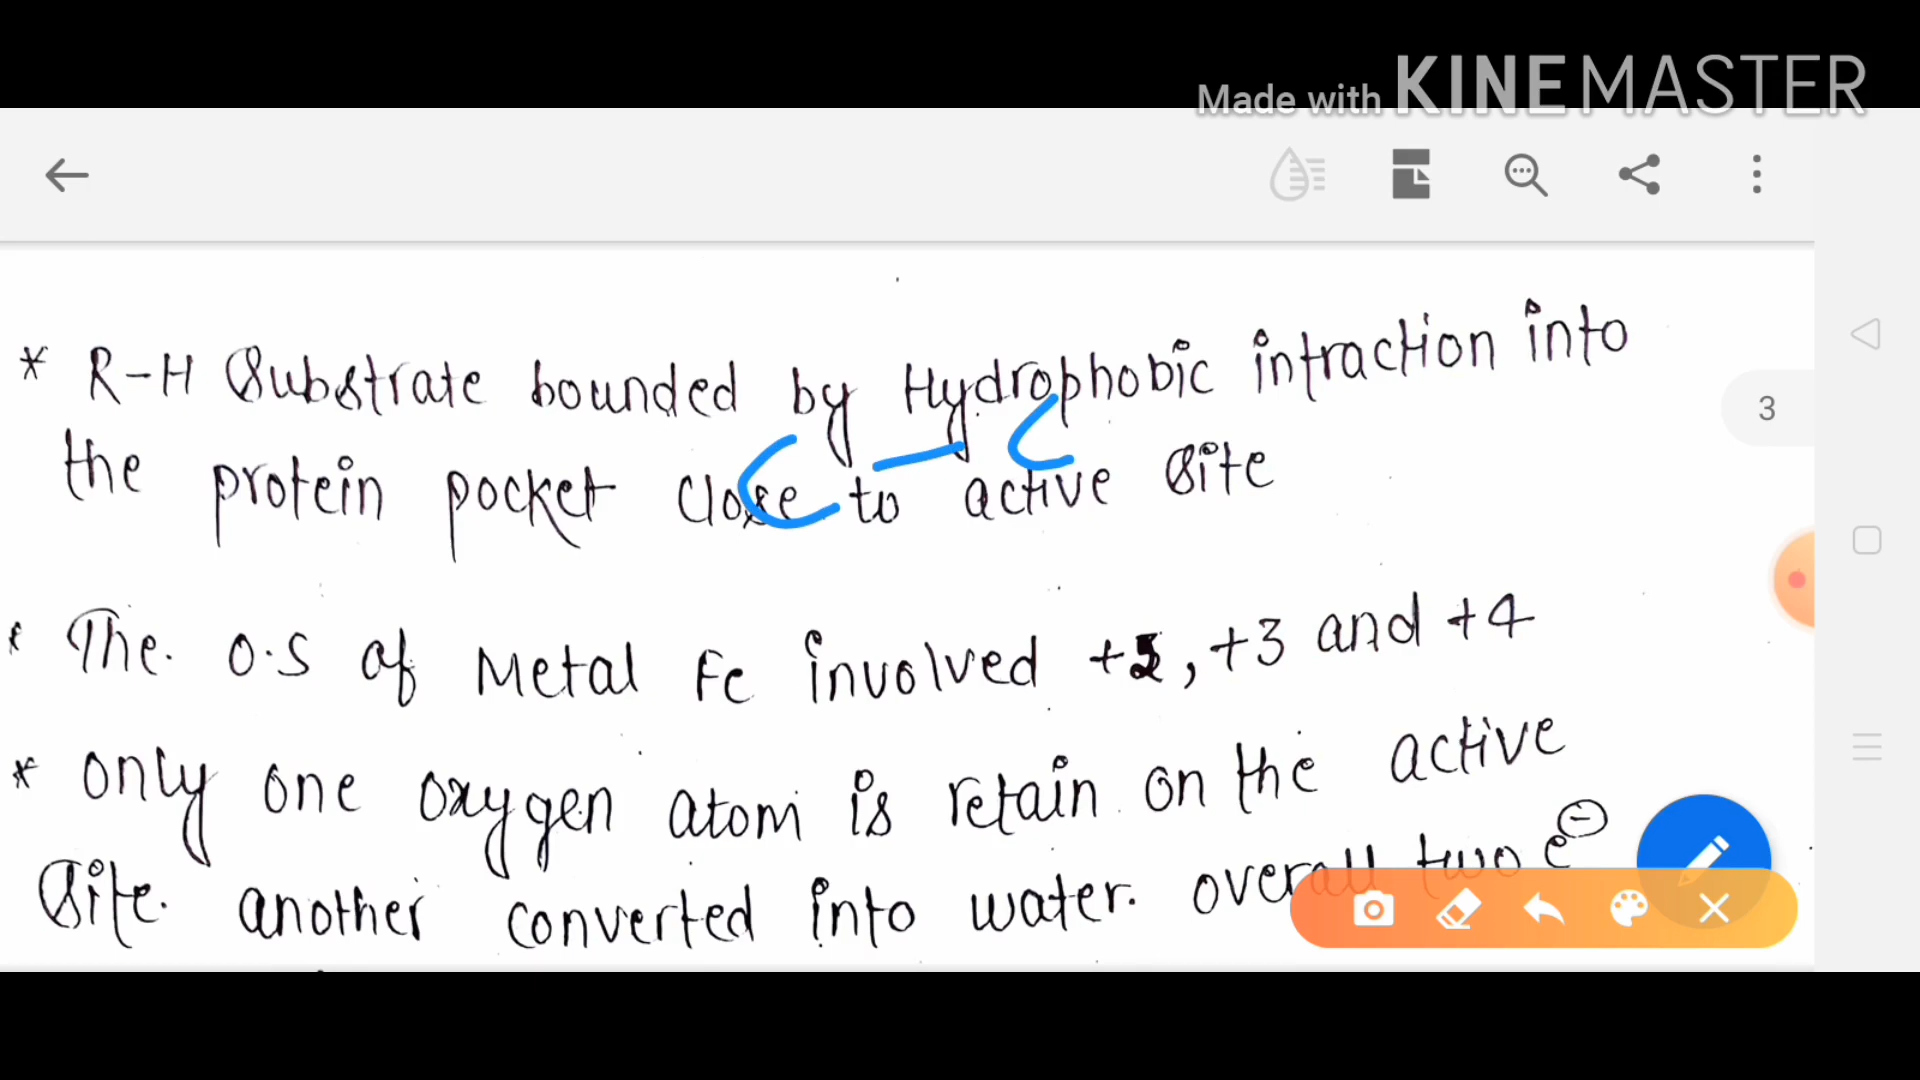 Made with KINEMASTER
* R-H Substrate bounded by Hydrophobic intraction into
3
the protein pocket close to active Site
* The. O.S of Metal Fe involved +2, +3 and +4
* only one oxygen atom is retain on the active
Site. another converted into water. overall two e⊖